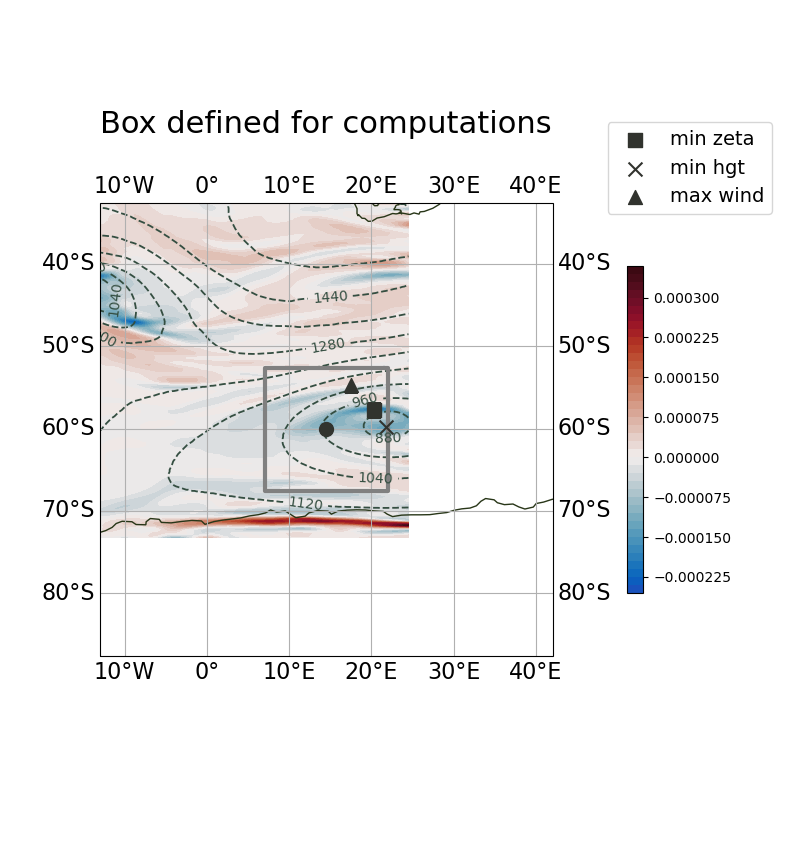 Box defined for computations
min zeta
min hgt
max wind
10°W 0° 10°E 20°E 30°E 40°E
40°S 40°S
50°S 50°S
60°S 60°S
70°S 70°S
80°S 80°S
10°W 0° 10°E 20°E 30°E 40°E
1040
1440
1280
960
880
1040
1120
0.000300
0.000225
0.000150
0.000075
0.000000
−0.000075
−0.000150
−0.000225